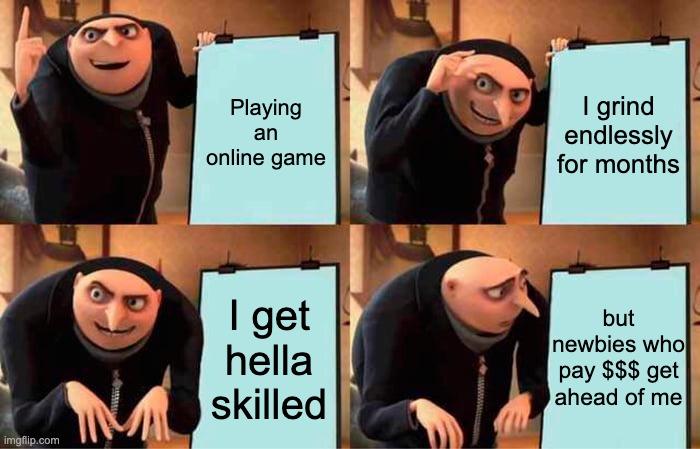 Playing
an
online game
I grind
endlessly
for months
I get
hella
skilled
but
newbies who
pay $$$ get
ahead of me
imgflip.com